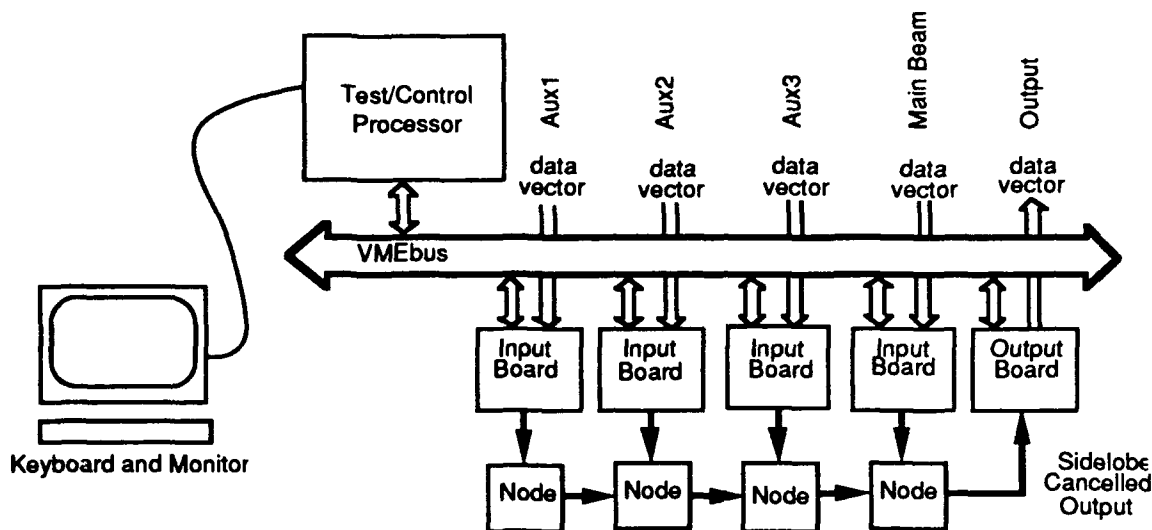 Test/Control
Processor
Aux1
Aux2
Aux3
Main Beam
Output
data
vector
data
vector
data
vector
data
vector
data
vector
VMEbus
Input
Board
Input
Board
Input
Board
Input
Board
Output
Board
Keyboard and Monitor
Node
Node
Node
Node
Sidelobe
Cancelled
Output